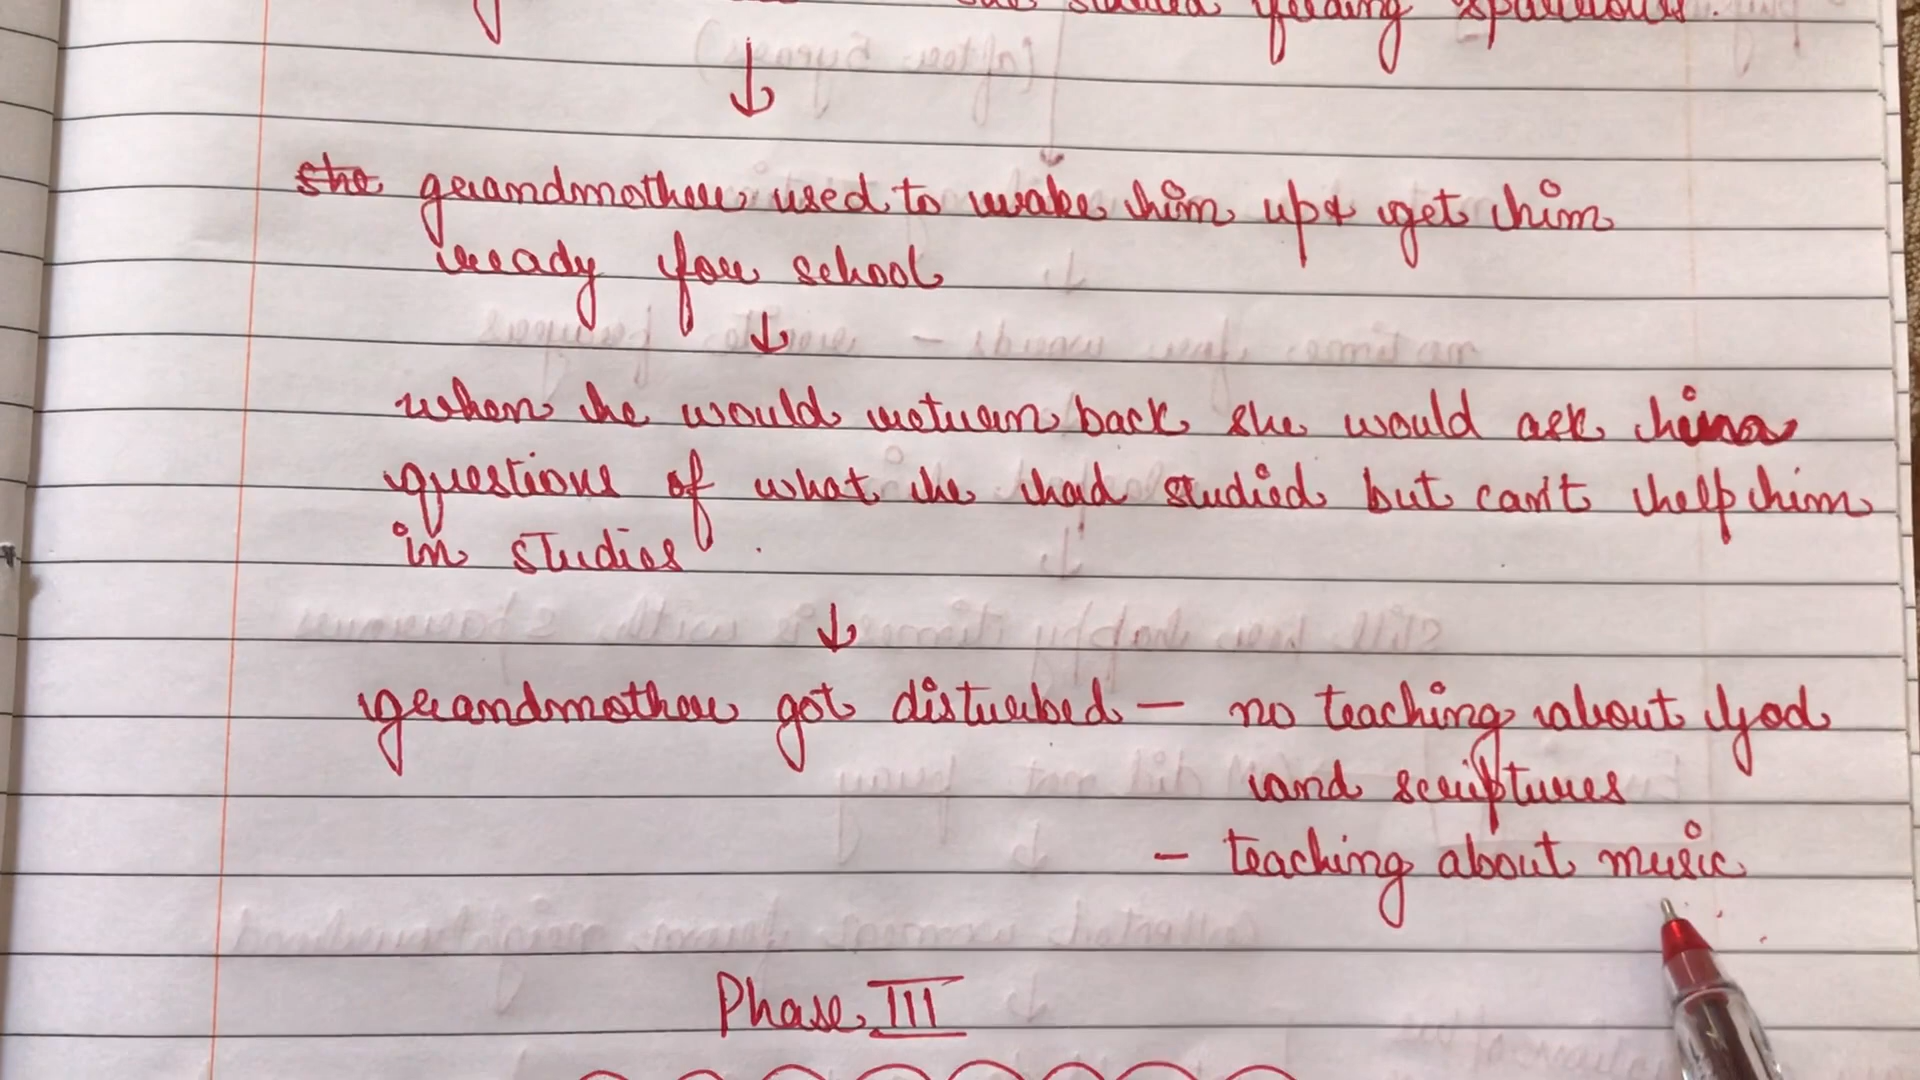 feeding sparrows.
she grandmother used to wake him up & get him
ready for school
when he would return back she would ask him
questions of what he had studied but can't help him
in studies.
grandmother got disturbed — no teaching about God
and scriptures
- teaching about music
Phase III